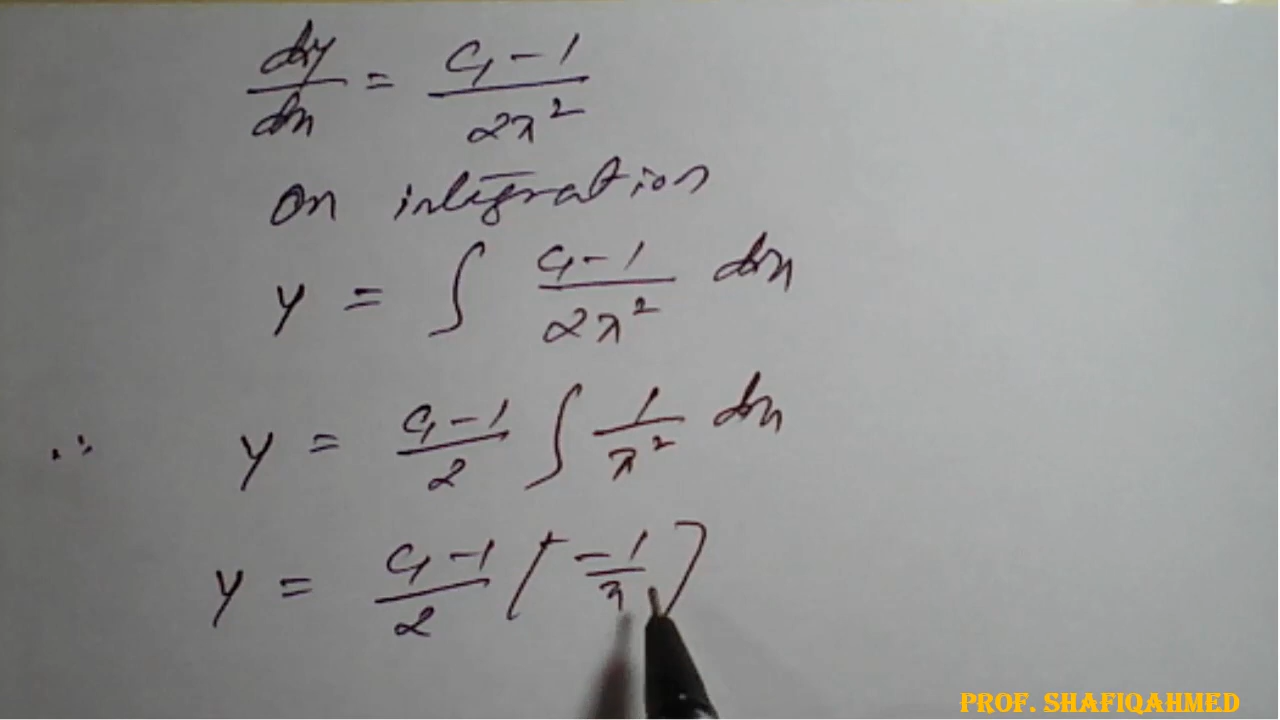 dy/dx = C₁ - 1 / 2x²
On integration
y = ∫ C₁ - 1 / 2x² dx
∴ y = C₁ - 1 / 2 ∫ 1 / x² dx
y = C₁ - 1 / 2 ( - 1 / x )
PROF. SHAFIQAHMED